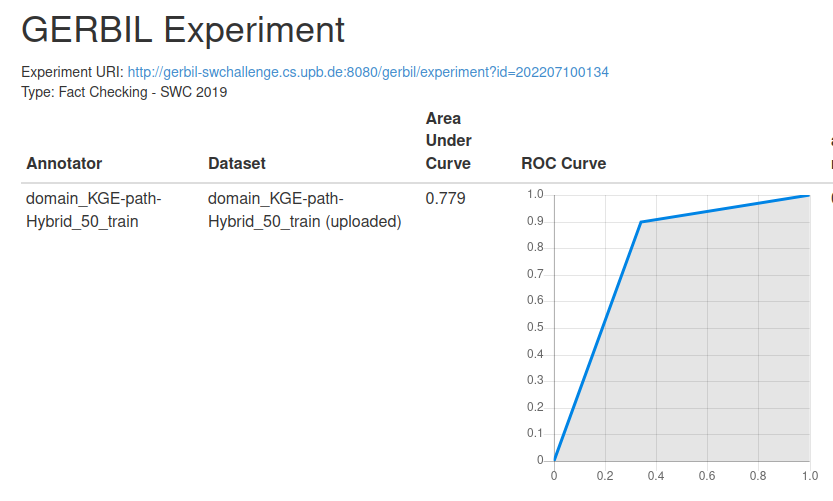 GERBIL Experiment
Experiment URI: http://gerbil-swchallenge.cs.upb.de:8080/gerbil/experiment?id=202207100134
Type: Fact Checking - SWC 2019
Area
Under
Annotator Dataset Curve ROC Curve
domain_KGE-path- domain_KGE-path- 0.779
Hybrid_50_train Hybrid_50_train (uploaded)
1.0
0.9
0.8
0.7
0.6
0.5
0.4
0.3
0.2
0.1
0
0 0.2 0.4 0.6 0.8 1.0